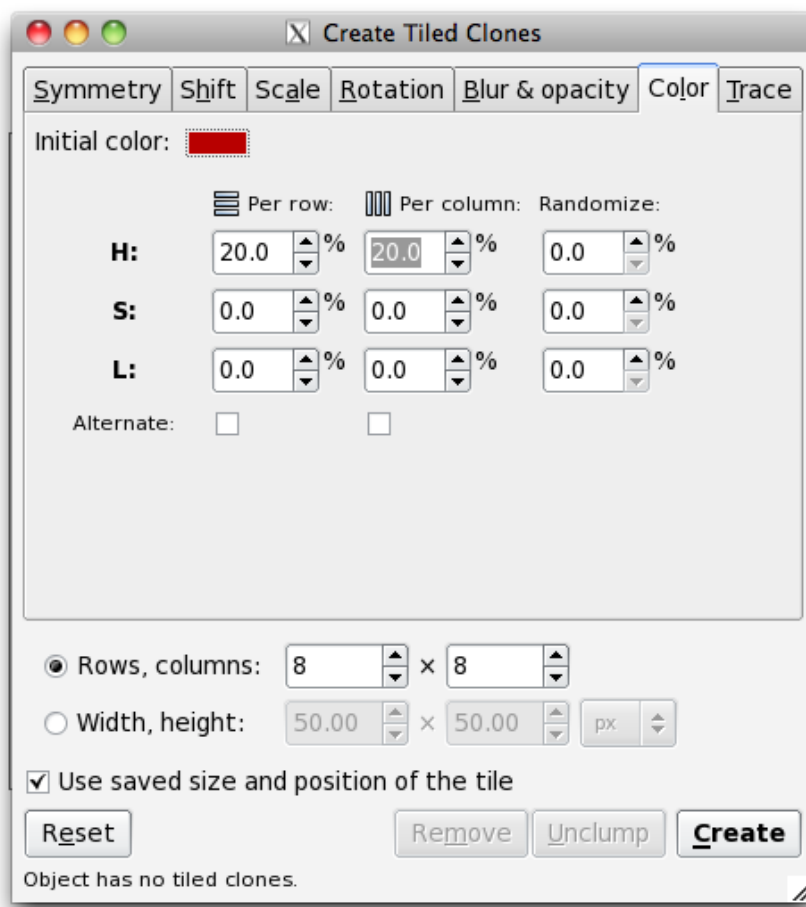 X Create Tiled Clones
Symmetry Shift Scale Rotation Blur & opacity Color Trace
Initial color:
Per row: Per column: Randomize:
H: 20.0 % 20.0 % 0.0 %
S: 0.0 % 0.0 % 0.0 %
L: 0.0 % 0.0 % 0.0 %
Alternate:
Rows, columns: 8 × 8
Width, height: 50.00 × 50.00 px
Use saved size and position of the tile
Reset Remove Unclump Create
Object has no tiled clones.